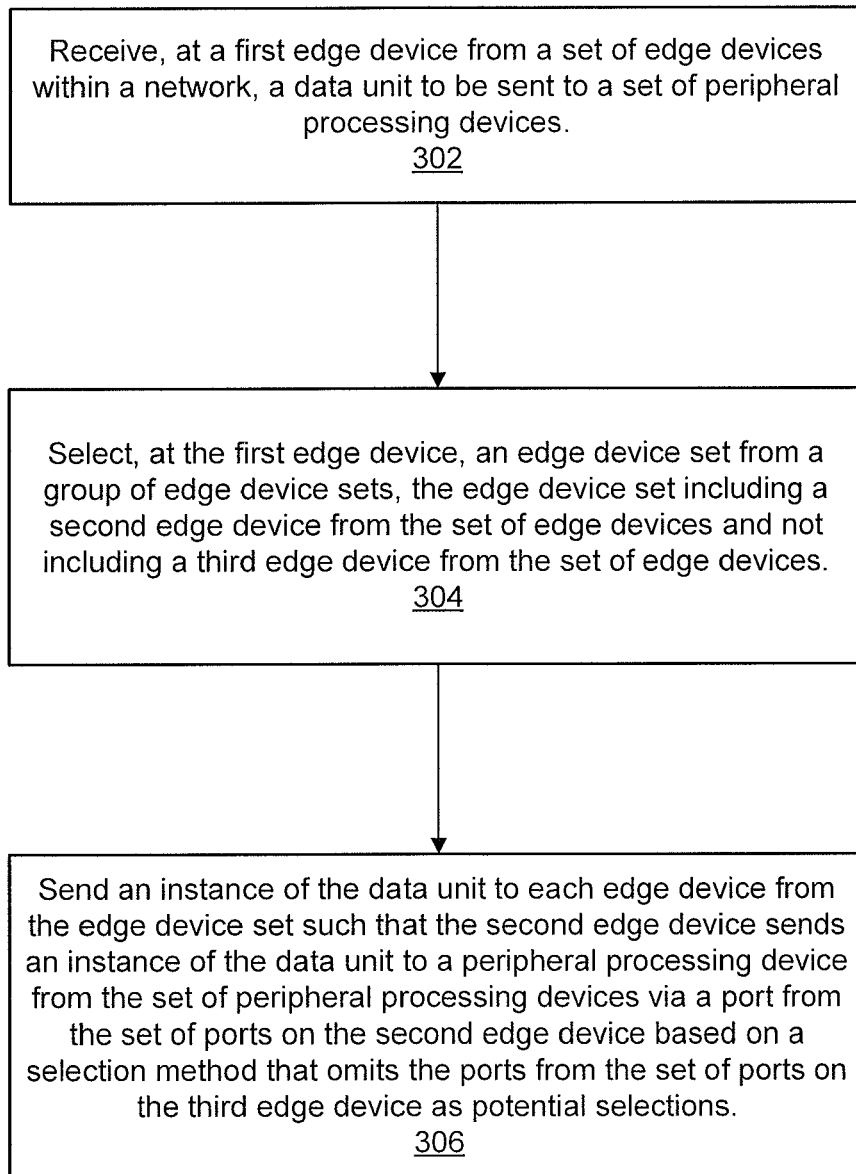 Receive, at a first edge device from a set of edge devices
within a network, a data unit to be sent to a set of peripheral
processing devices.
302
Select, at the first edge device, an edge device set from a
group of edge device sets, the edge device set including a
second edge device from the set of edge devices and not
including a third edge device from the set of edge devices.
304
Send an instance of the data unit to each edge device from
the edge device set such that the second edge device sends
an instance of the data unit to a peripheral processing device
from the set of peripheral processing devices via a port from
the set of ports on the second edge device based on a
selection method that omits the ports from the set of ports on
the third edge device as potential selections.
306